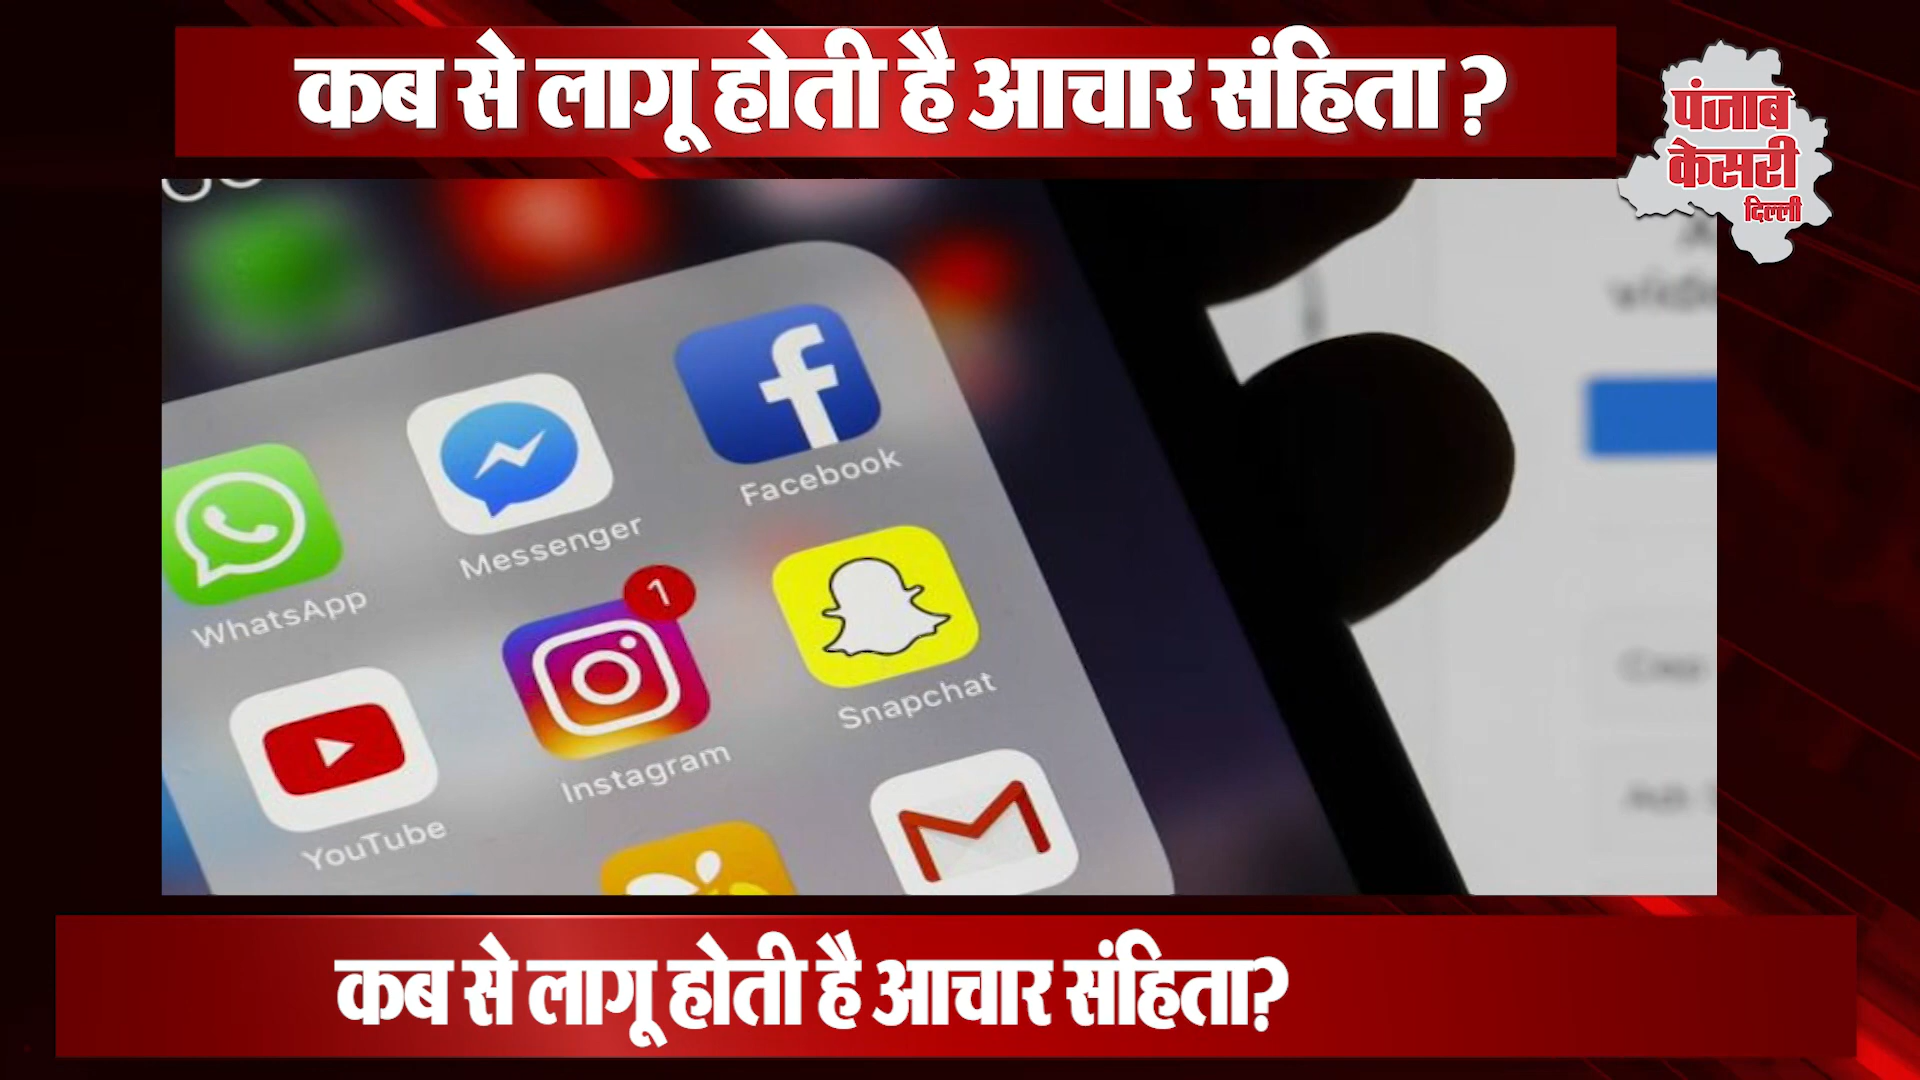 कब से लागू होती है आचार संहिता ?
पंजाब
केसरी
दिल्ली
Facebook
Messenger
WhatsApp
1
Snapchat
Instagram
YouTube
कब से लागू होती है आचार संहिता?